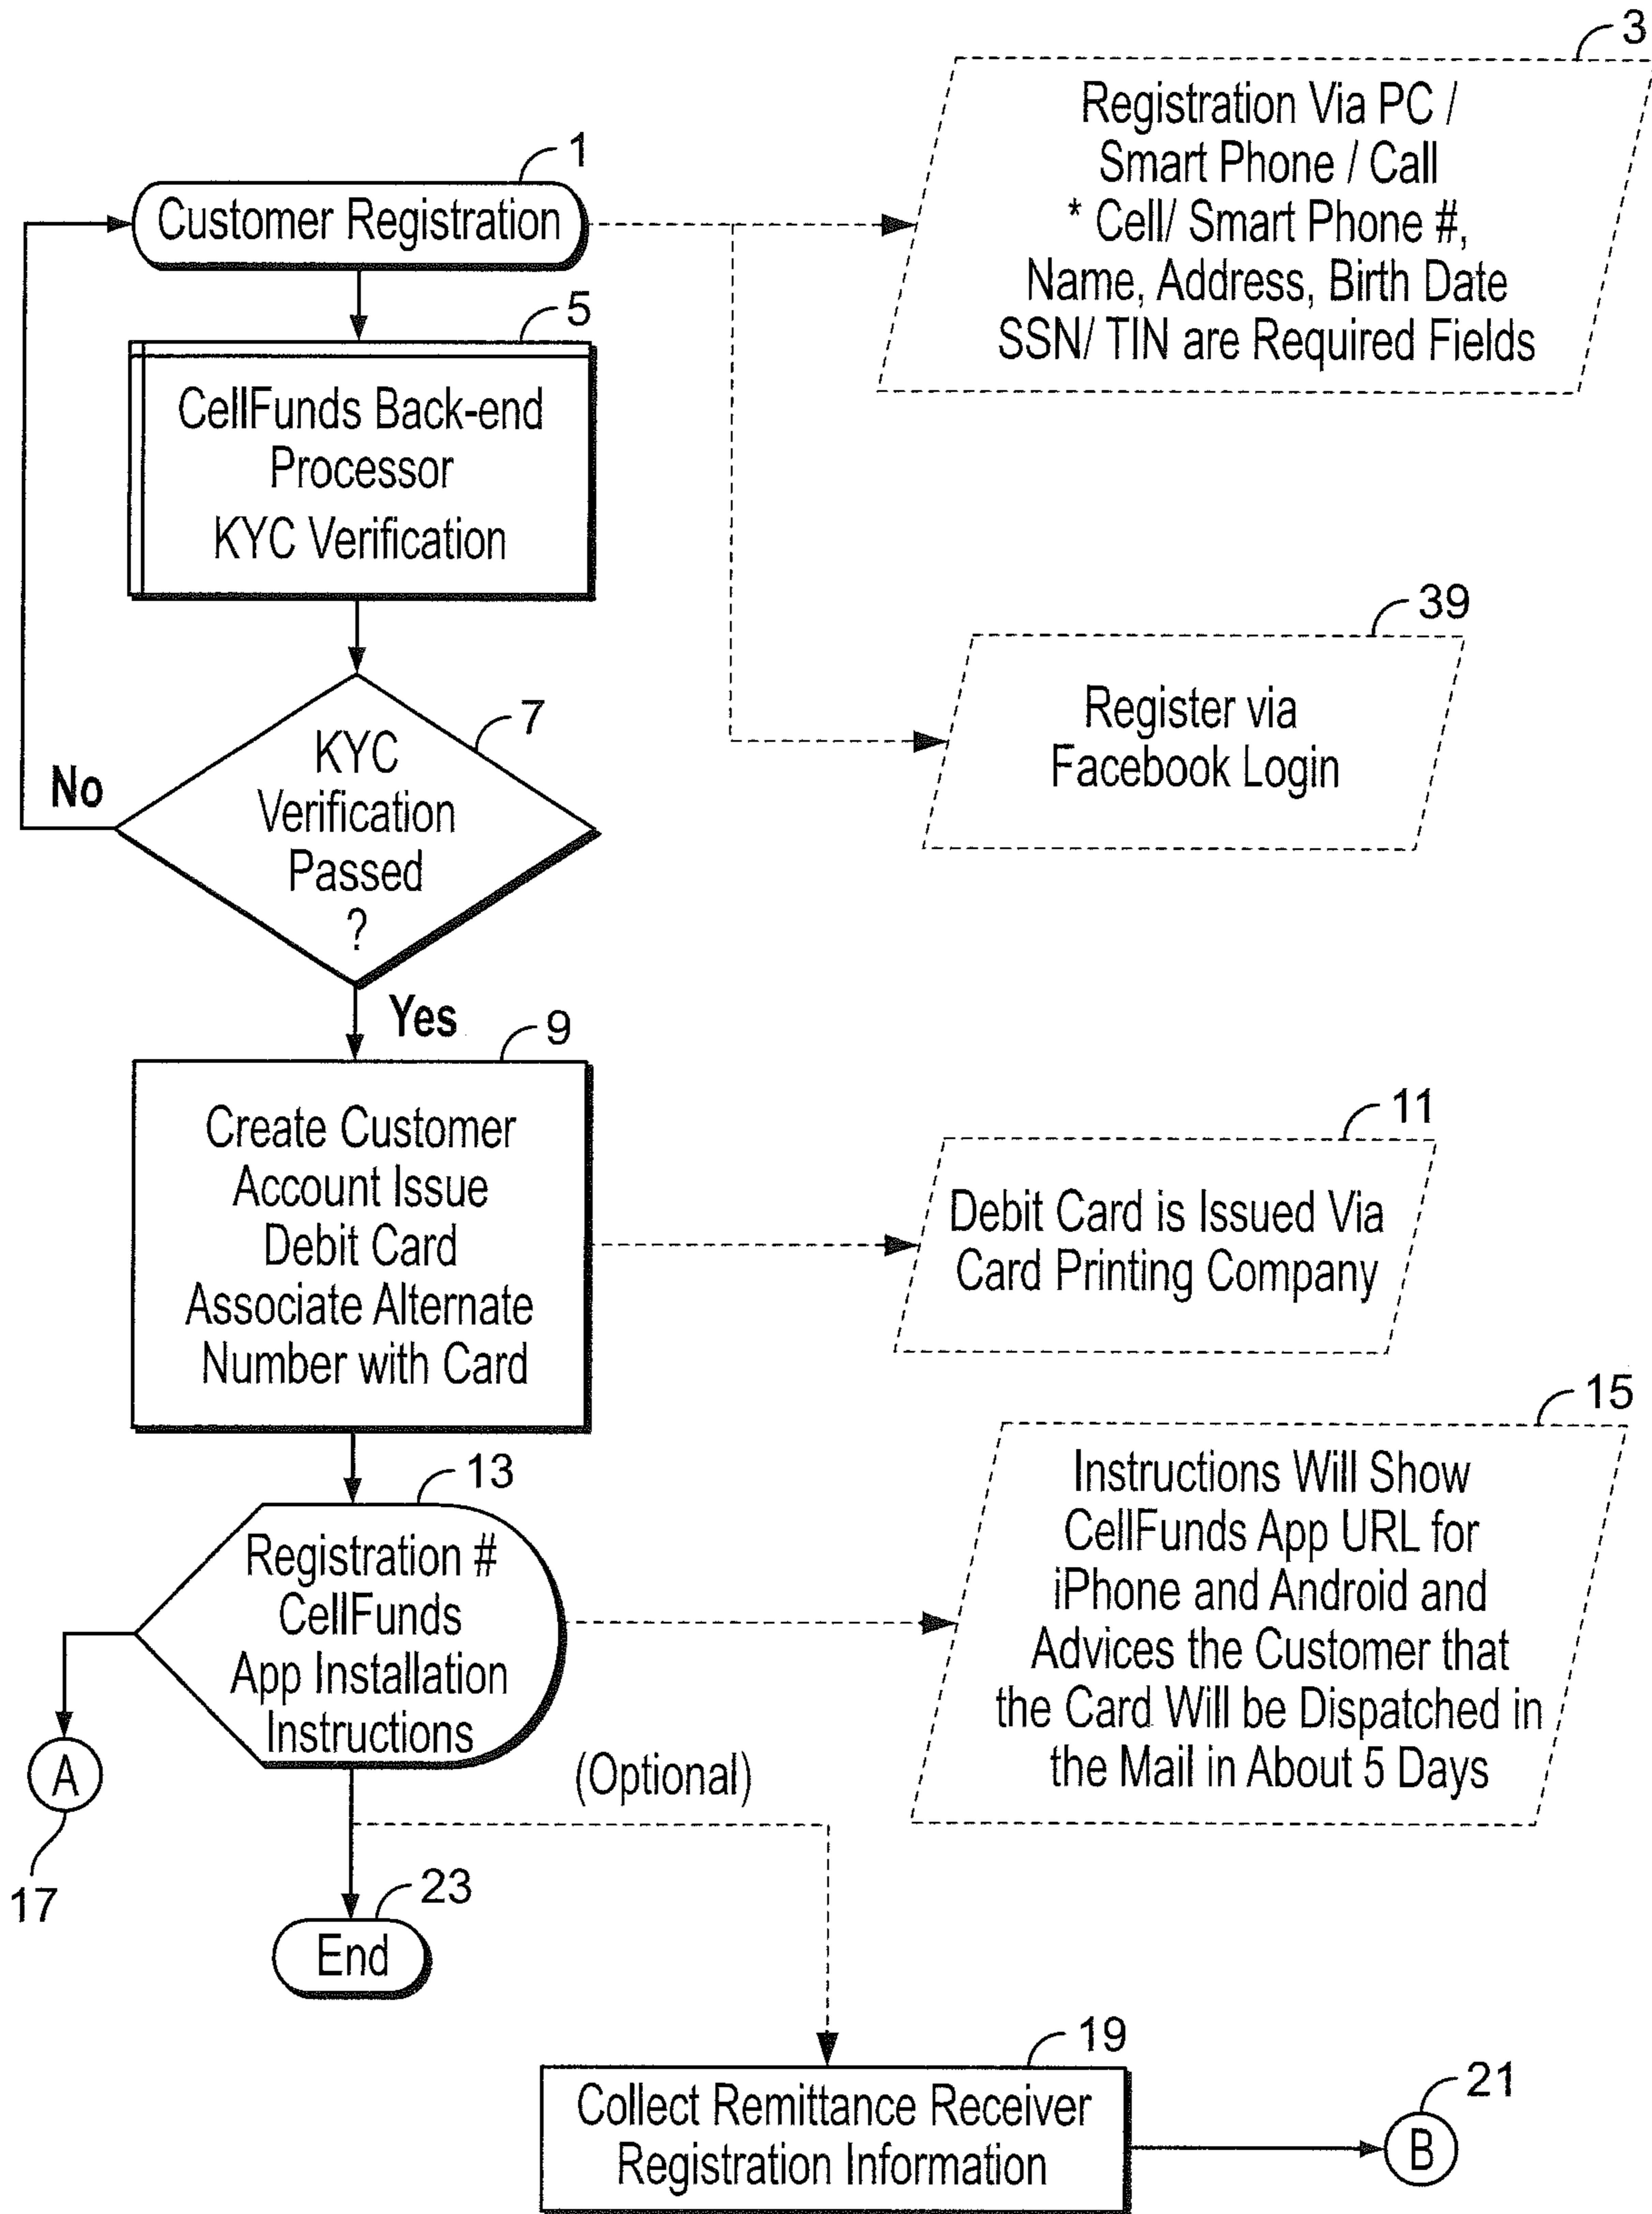 3
Registration Via PC /
Smart Phone / Call
* Cell/ Smart Phone #,
Name, Address, Birth Date
SSN/ TIN are Required Fields
1
Customer Registration
5
CellFunds Back-end
Processor
KYC Verification
39
Register via
Facebook Login
7
KYC
Verification
Passed
?
No
Yes
9
Create Customer
Account Issue
Debit Card
Associate Alternate
Number with Card
11
Debit Card is Issued Via
Card Printing Company
13
Registration #
CellFunds
App Installation
Instructions
15
Instructions Will Show
CellFunds App URL for
iPhone and Android and
Advices the Customer that
the Card Will be Dispatched in
the Mail in About 5 Days
A
17
(Optional)
23
End
19
Collect Remittance Receiver
Registration Information
21
B